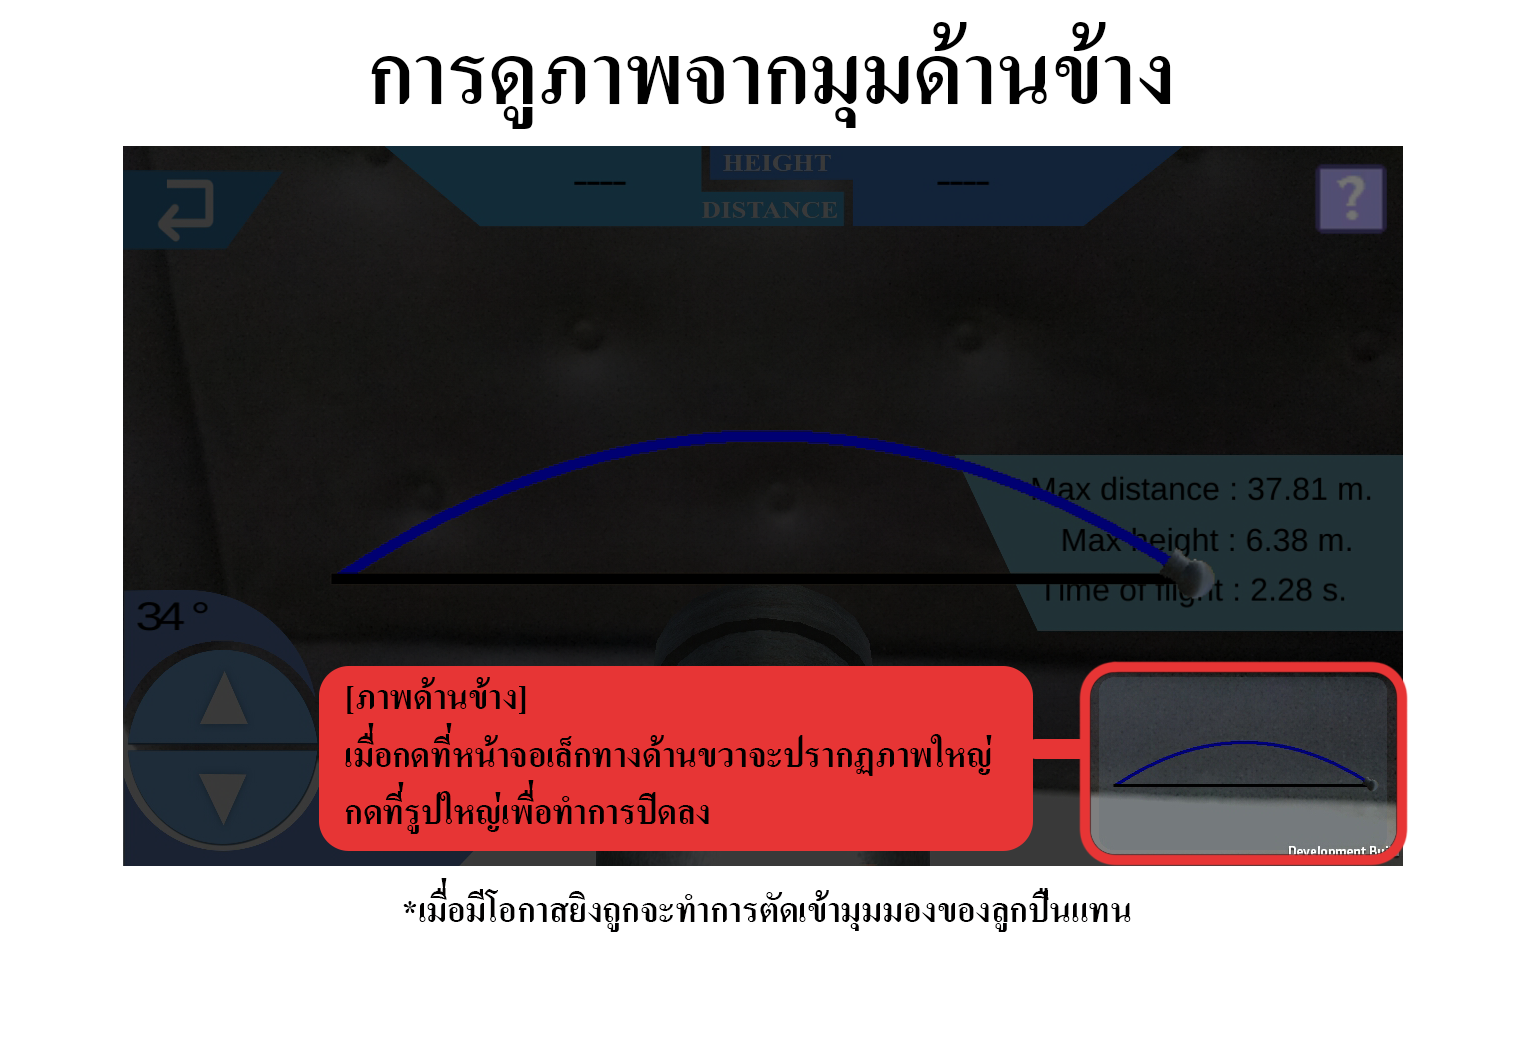 การดูภาพจากมุมด้านข้าง
HEIGHT
----
----
DISTANCE
?
Max distance : 37.81 m.
Max height : 6.38 m.
Time of flight : 2.28 s.
34°
[ภาพด้านข้าง]
เมื่อกดที่หน้าจอเล็กทางด้านขวาจะปรากฏภาพใหญ่
กดที่รูปใหญ่เพื่อทำการปิดลง
Development Build
*เมื่อมีโอกาสยิงถูกจะทำการตัดเข้ามุมมองของลูกปืนแทน